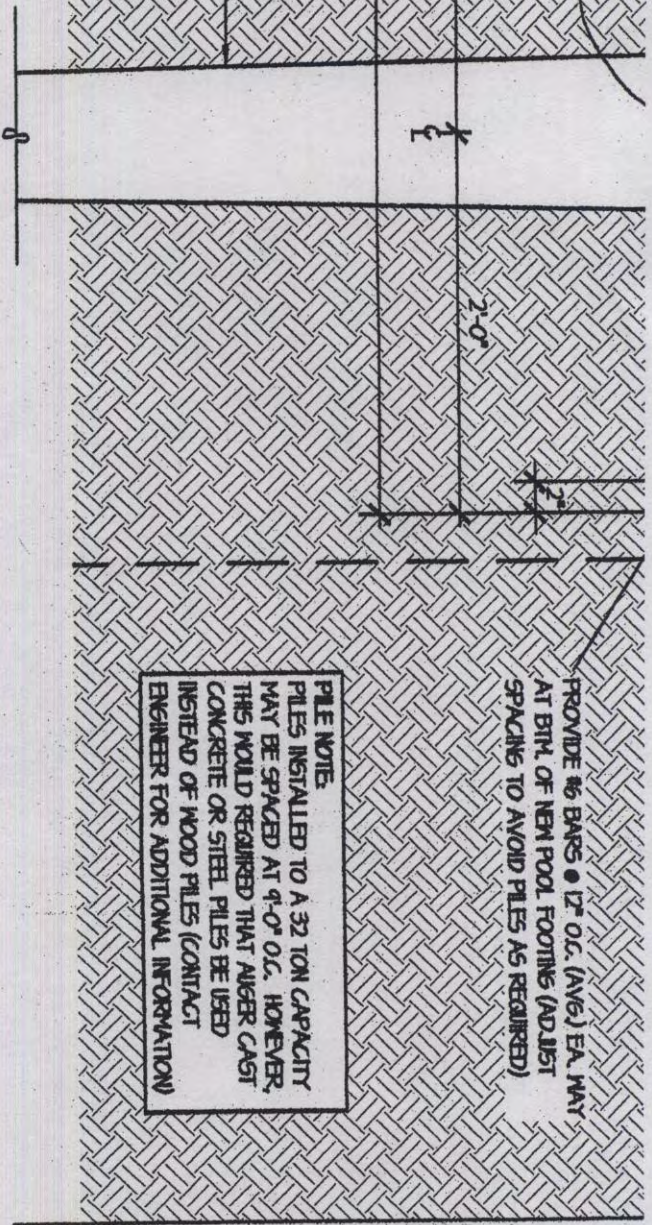 PROVIDE #6 BARS @ 12" O.C. (AVG) EA. WAY
AT BTM. OF NEW POOL FOOTING (ADJUST
SPACING TO AVOID PILES AS REQUIRED)
2"
2'-0"
CL
PILE NOTE:
PILES INSTALLED TO A 32 TON CAPACITY
MAY BE SPACED AT 9'-0" O.C. HOWEVER,
THIS WOULD REQUIRED THAT AUGER CAST
CONCRETE OR STEEL PILES BE USED
INSTEAD OF WOOD PILES (CONTACT
ENGINEER FOR ADDITIONAL INFORMATION)